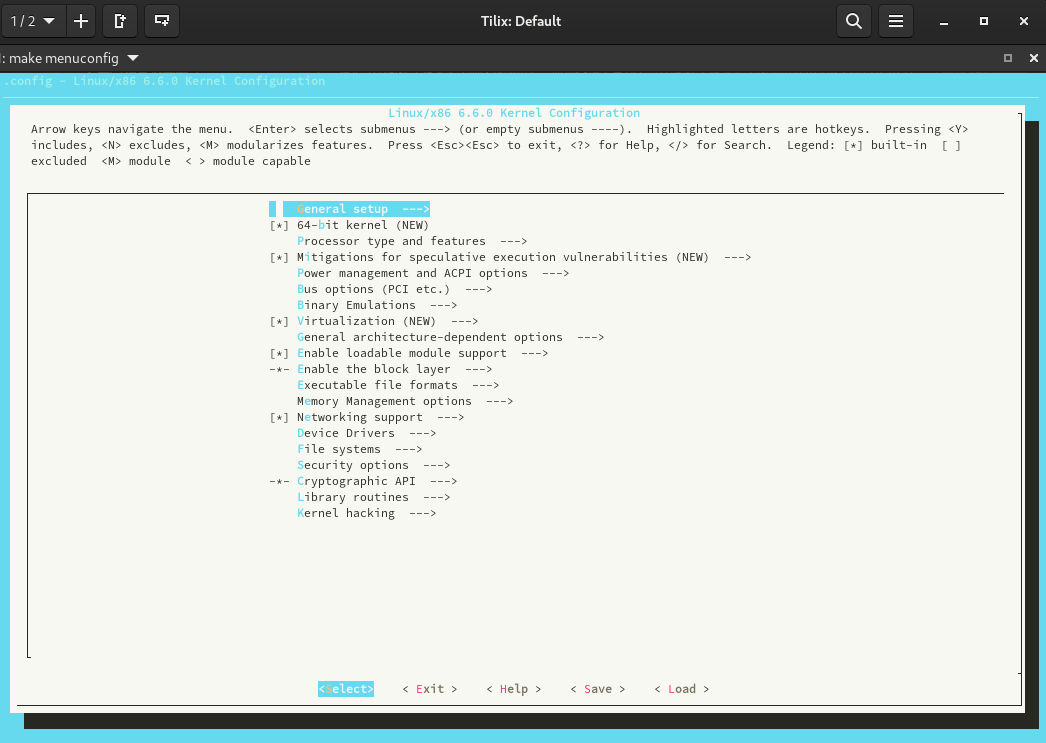 1 / 2
Tilix: Default
: make menuconfig
.config - Linux/x86 6.6.0 Kernel Configuration
Linux/x86 6.6.0 Kernel Configuration
Arrow keys navigate the menu.  <Enter> selects submenus ---> (or empty submenus ----).  Highlighted letters are hotkeys.  Pressing <Y>
includes, <N> excludes, <M> modularizes features.  Press <Esc><Esc> to exit, <?> for Help, </> for Search.  Legend: [*] built-in  [ ]
excluded  <M> module  < > module capable
General setup  --->
[*] 64-bit kernel (NEW)
Processor type and features  --->
[*] Mitigations for speculative execution vulnerabilities (NEW)  --->
Power management and ACPI options  --->
Bus options (PCI etc.)  --->
Binary Emulations  --->
[*] Virtualization (NEW)  --->
General architecture-dependent options  --->
[*] Enable loadable module support  --->
-*- Enable the block layer  --->
Executable file formats  --->
Memory Management options  --->
[*] Networking support  --->
Device Drivers  --->
File systems  --->
Security options  --->
-*- Cryptographic API  --->
Library routines  --->
Kernel hacking  --->
<Select>    < Exit >    < Help >    < Save >    < Load >